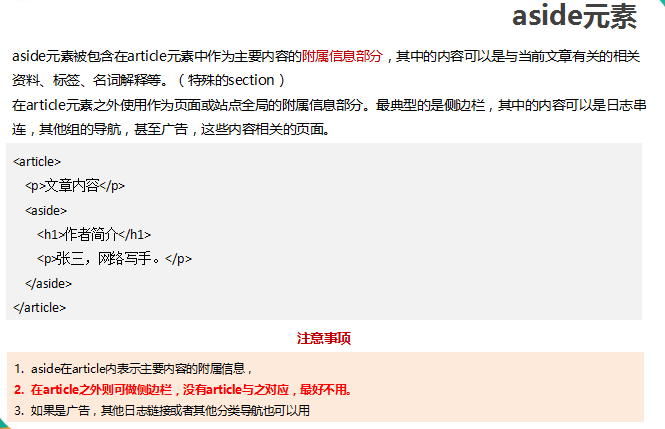 aside元素
aside元素被包含在article元素中作为主要内容的附属信息部分，其中的内容可以是与当前文章有关的相关
资料、标签、名词解释等。（特殊的section）
在article元素之外使用作为页面或站点全局的附属信息部分。最典型的是侧边栏，其中的内容可以是日志串
连，其他组的导航，甚至广告，这些内容相关的页面。
<article>
<p>文章内容</p>
<aside>
<h1>作者简介</h1>
<p>张三，网络写手。</p>
</aside>
</article>
注意事项
1. aside在article内表示主要内容的附属信息，
2. 在article之外则可做侧边栏，没有article与之对应，最好不用。
3. 如果是广告，其他日志链接或者其他分类导航也可以用